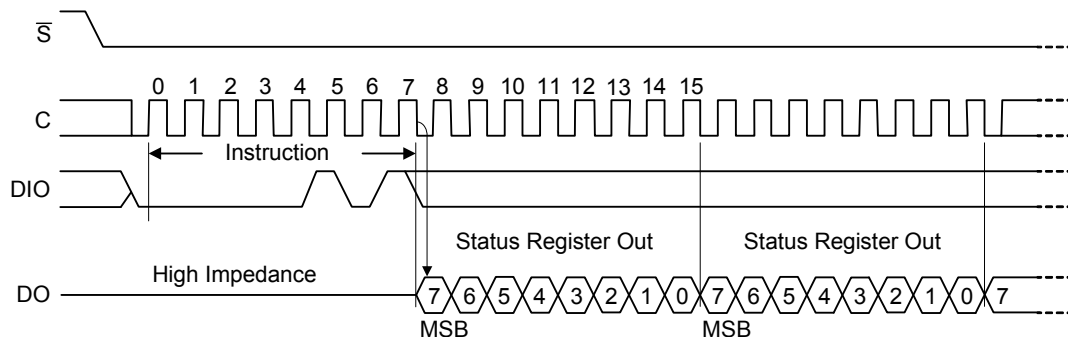 S
0 1 2 3 4 5 6 7 8 9 10 11 12 13 14 15
C
Instruction
DIO
Status Register Out Status Register Out
High Impedance
DO 7 6 5 4 3 2 1 0 7 6 5 4 3 2 1 0 7
MSB MSB